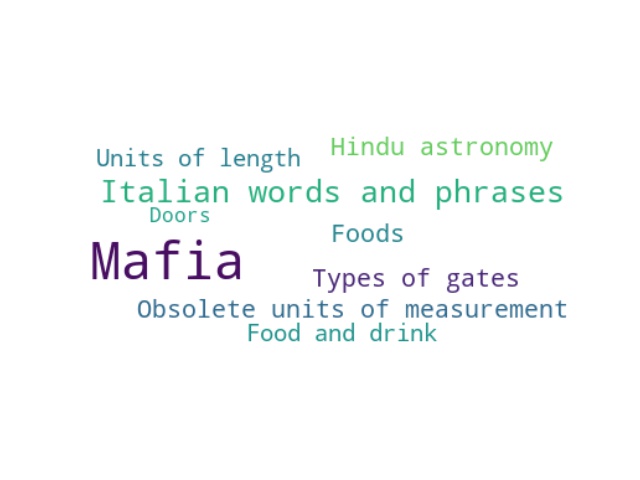 Hindu astronomy
Units of length
Italian words and phrases
Doors
Foods
Mafia
Types of gates
Obsolete units of measurement
Food and drink